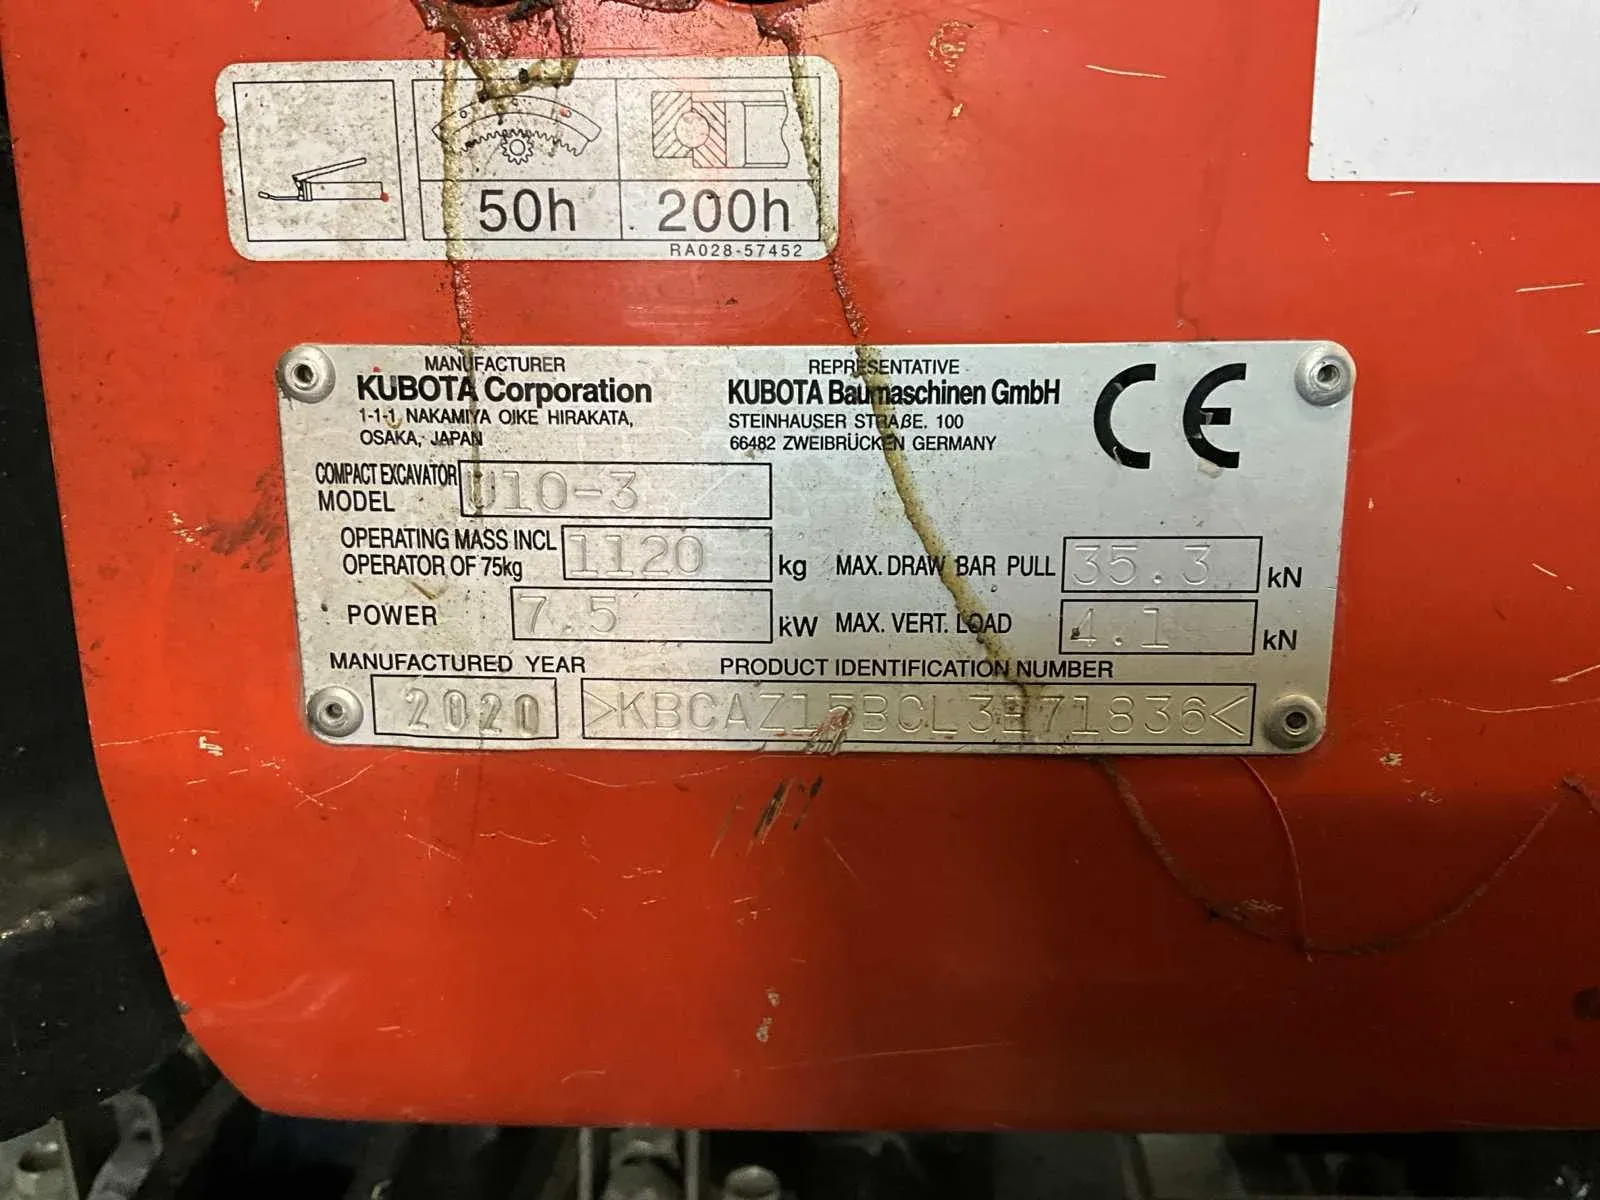 50h
200h
RA028-57452
MANUFACTURER
KUBOTA Corporation
1-1-1 NAKAMIYA OIKE HIRAKATA,
OSAKA, JAPAN
REPRESENTATIVE
KUBOTA Baumaschinen GmbH
STEINHAUSER STRAßE. 100
66482 ZWEIBRÜCKEN GERMANY
CE
COMPACT EXCAVATOR
MODEL
U10-3
OPERATING MASS INCL
OPERATOR OF 75kg
1120 kg
MAX. DRAW BAR PULL 35.3 kN
POWER 7.5 kW
MAX. VERT. LOAD 4.1 kN
MANUFACTURED YEAR
2020
PRODUCT IDENTIFICATION NUMBER
>KBCAZ15BCL3E71836<